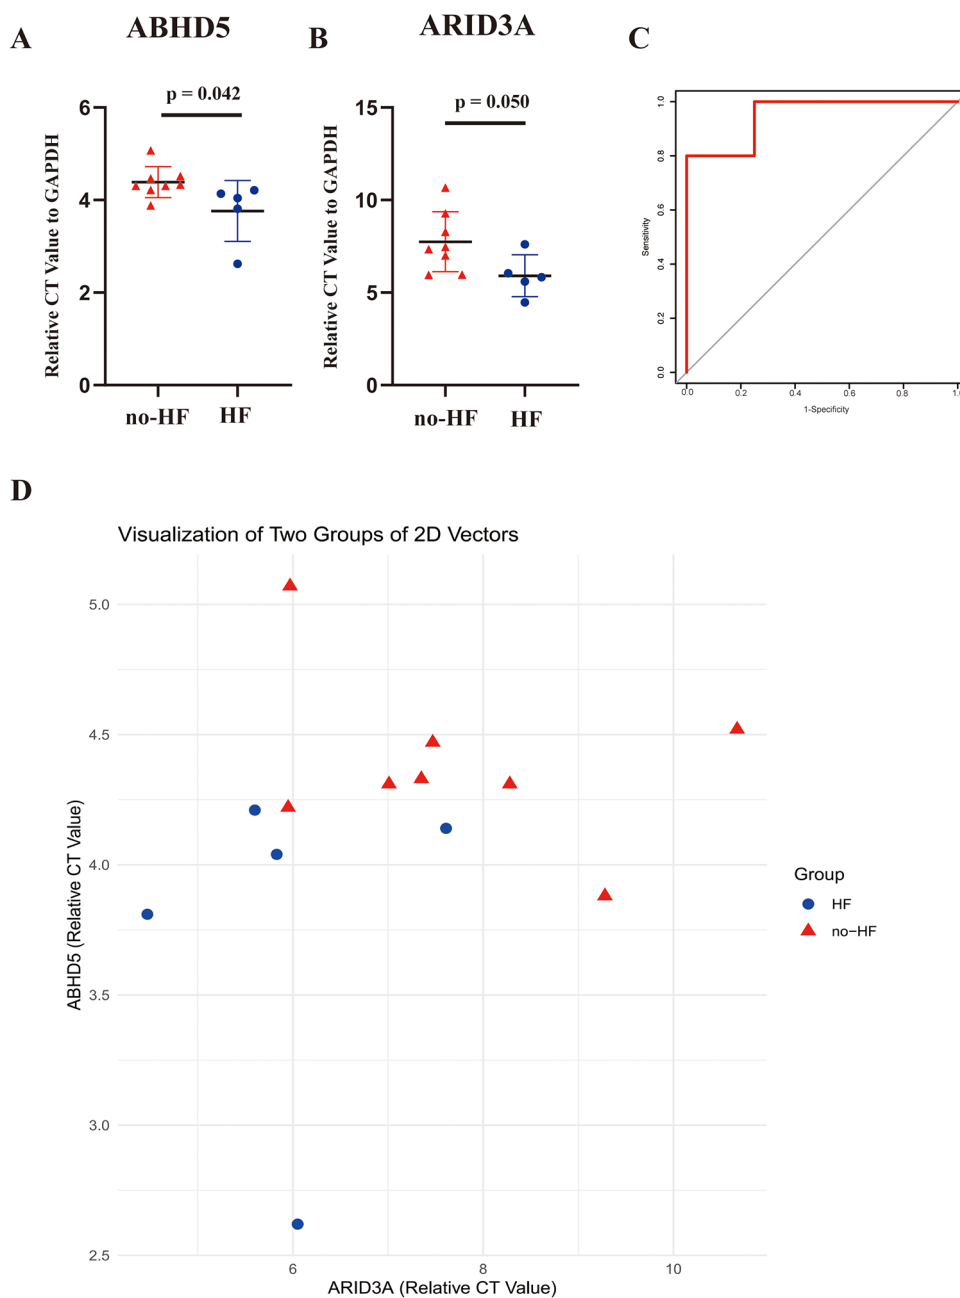 A
ABHD5
p = 0.042
Relative CT Value to GAPDH
6
4
2
0
no-HF
HF
B
ARID3A
p = 0.050
Relative CT Value to GAPDH
15
10
5
0
no-HF
HF
C
Sensitivity
1.0
0.8
0.6
0.4
0.2
0.0
0.0 0.2 0.4 0.6 0.8 1.0
1-Specificity
D
Visualization of Two Groups of 2D Vectors
ABHD5 (Relative CT Value)
5.0
4.5
4.0
3.5
3.0
2.5
6 8 10
ARID3A (Relative CT Value)
Group
HF
no−HF